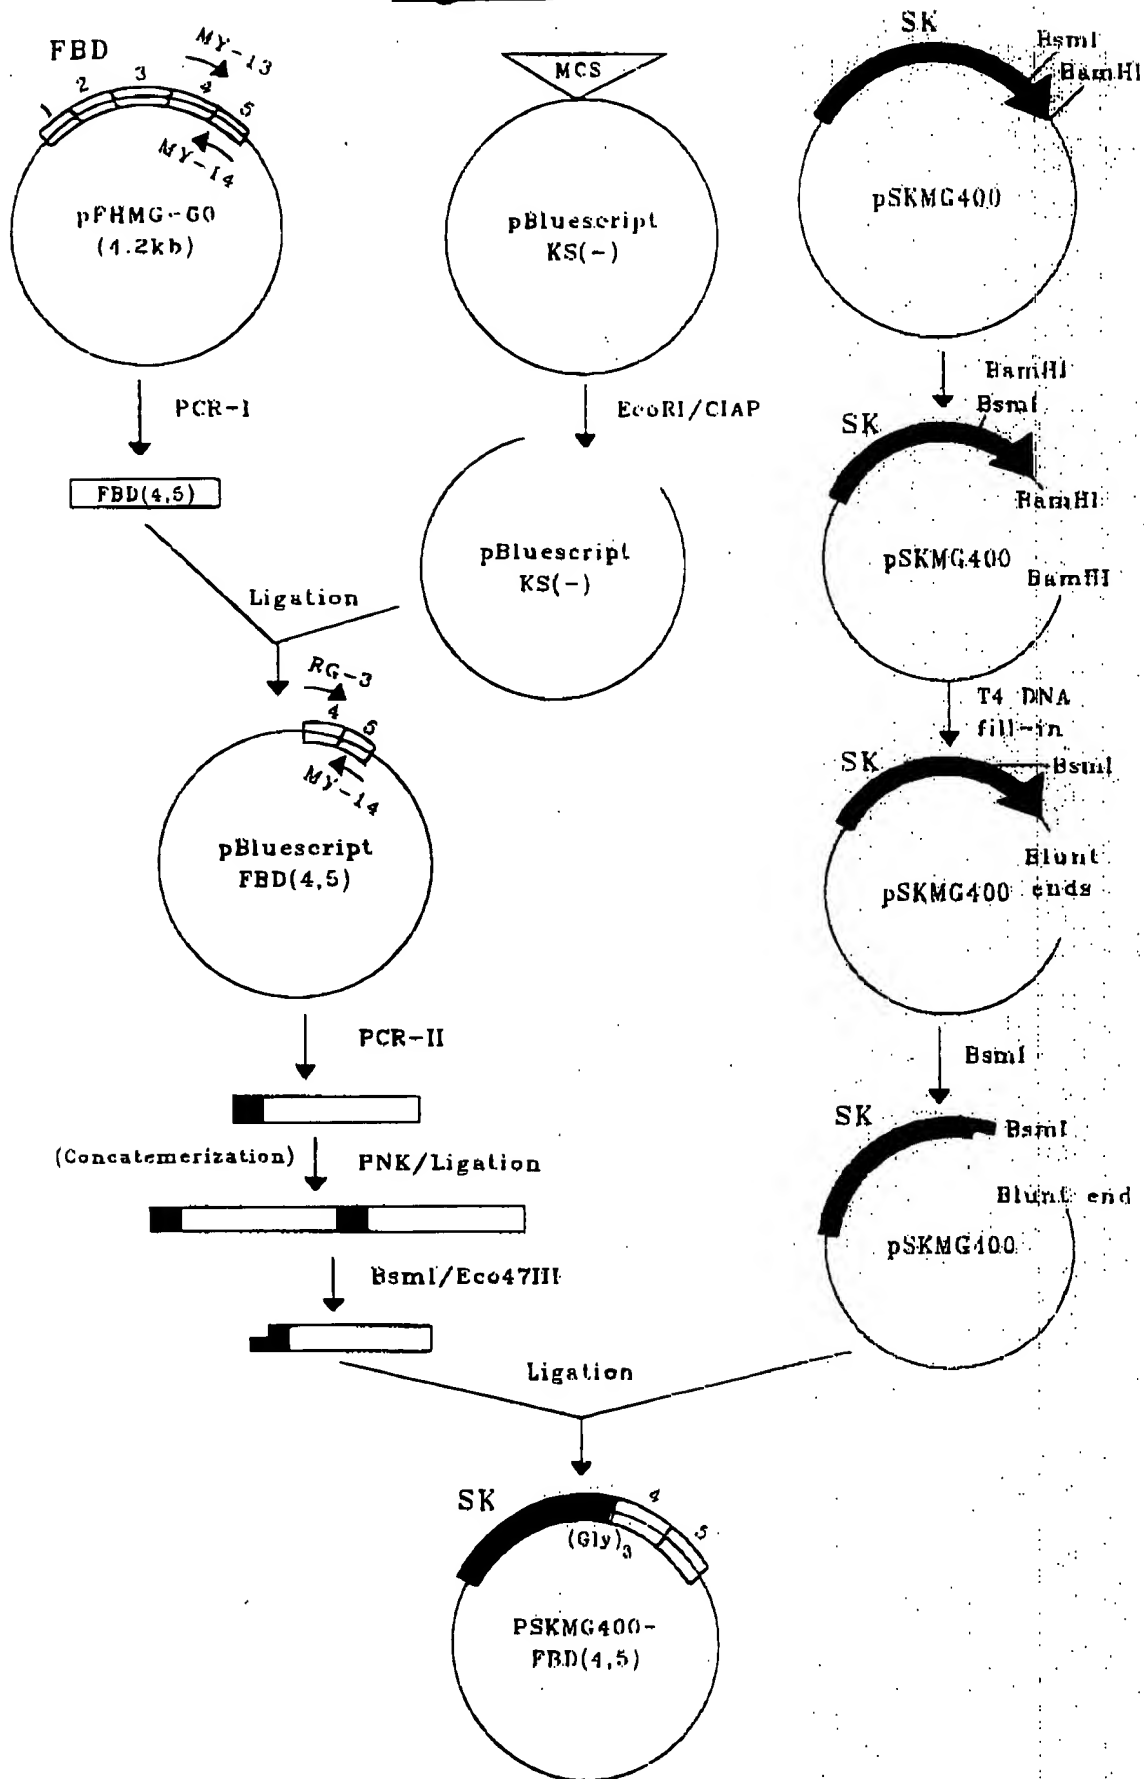 FBD
MY-13
1 2 3 4 5
MY-14
pFHMG-60
(4.2kb)
PCR-I
FBD(4,5)
MCS
pBluescript
KS(-)
EcoRI/CIAP
pBluescript
KS(-)
Ligation
RG-3
4 5
MY-14
pBluescript
FBD(4,5)
PCR-II
(Concatemerization)
PNK/Ligation
BsmI/Eco47III
SK
BsmI
BamHI
pSKMG400
BamHI
BsmI
SK
BamHI
pSKMG400
BamHI
T4 DNA
fill-in
SK
BsmI
Blunt
ends
pSKMG400
BsmI
SK
BsmI
Blunt end
pSKMG400
Ligation
SK
4
5
(Gly)3
PSKMG400-
FBD(4,5)